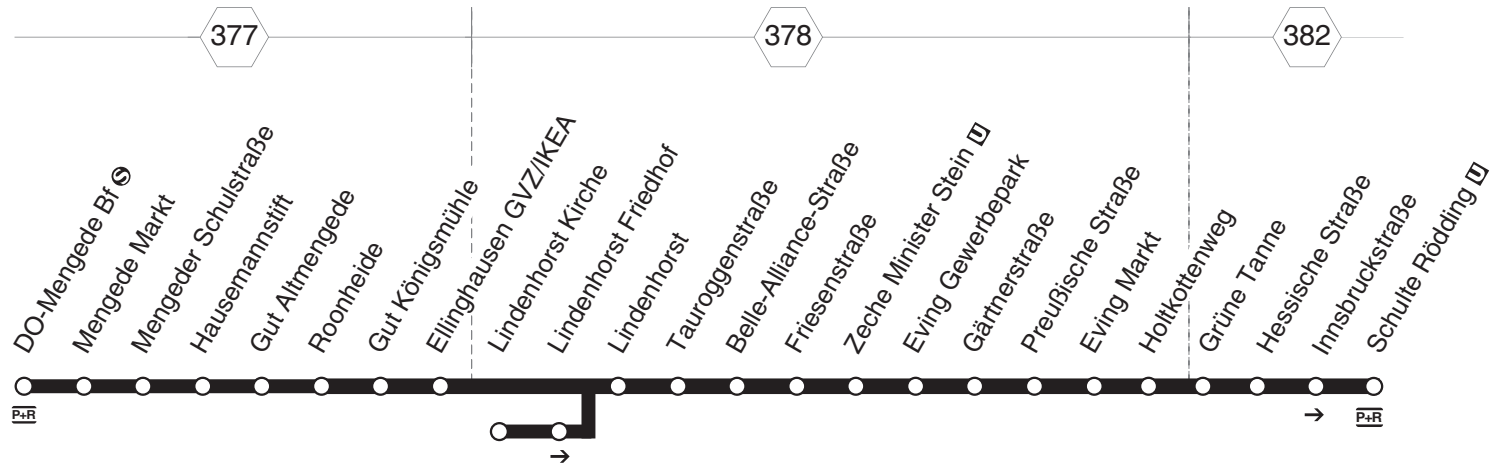 377
378
382
DO-Mengede Bf S
Mengede Markt
Mengeder Schulstraße
Hausemannstift
Gut Altmengede
Roonheide
Gut Königsmühle
Ellinghausen GVZ/IKEA
Lindenhorst Kirche
Lindenhorst Friedhof
Lindenhorst
Tauroggenstraße
Belle-Alliance-Straße
Friesenstraße
Zeche Minister Stein U
Eving Gewerbepark
Gärtnerstraße
Preußische Straße
Eving Markt
Holtkottenweg
Grüne Tanne
Hessische Straße
Innsbruckstraße
Schulte Rödding U
P+R
→
P+R
→